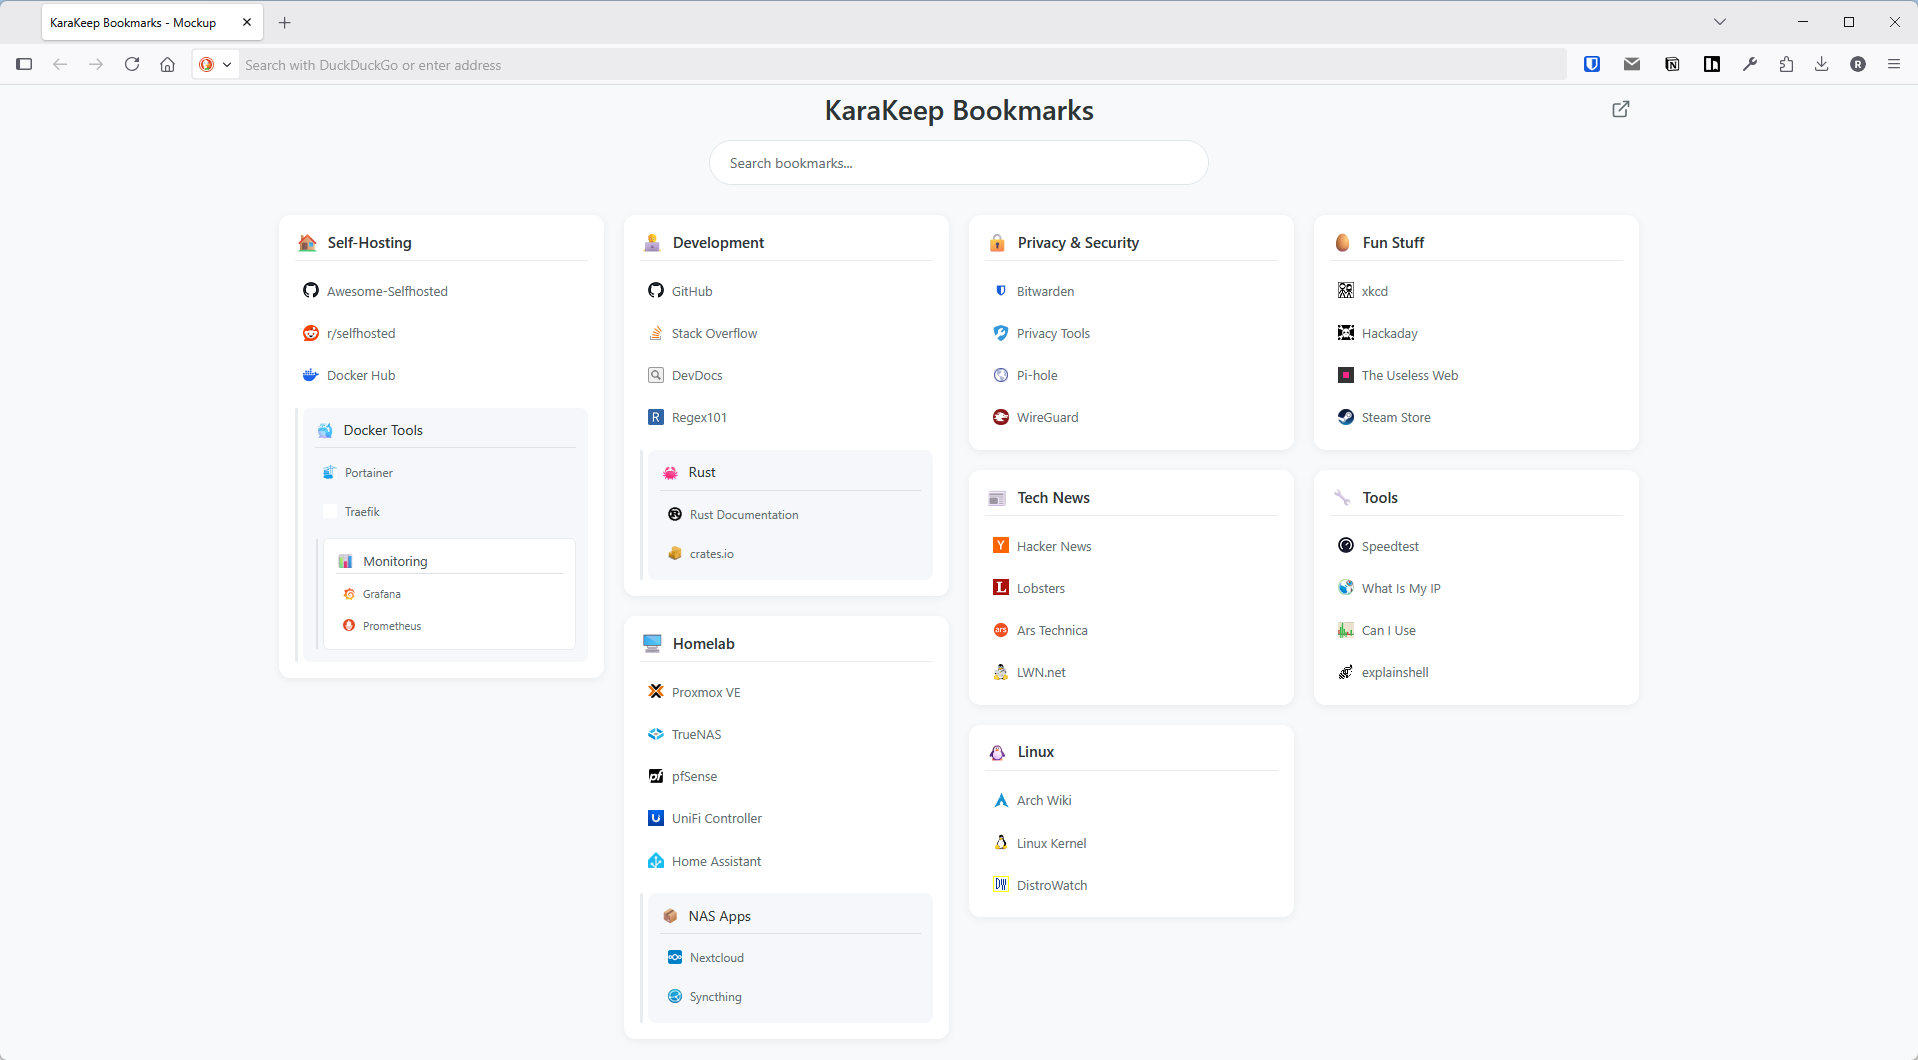 KaraKeep Bookmarks - Mockup
Search with DuckDuckGo or enter address
R
KaraKeep Bookmarks
Search bookmarks...
Self-Hosting
Awesome-Selfhosted
r/selfhosted
Docker Hub
Docker Tools
Portainer
Traefik
Monitoring
Grafana
Prometheus
Development
GitHub
Stack Overflow
DevDocs
R Regex101
Rust
Rust Documentation
crates.io
Homelab
Proxmox VE
TrueNAS
pf pfSense
U UniFi Controller
Home Assistant
NAS Apps
Nextcloud
Syncthing
Privacy & Security
Bitwarden
Privacy Tools
Pi-hole
WireGuard
Tech News
Y Hacker News
L Lobsters
ars Ars Technica
LWN.net
Linux
Arch Wiki
Linux Kernel
DW DistroWatch
Fun Stuff
xkcd
Hackaday
The Useless Web
Steam Store
Tools
Speedtest
What Is My IP
Can I Use
explainshell